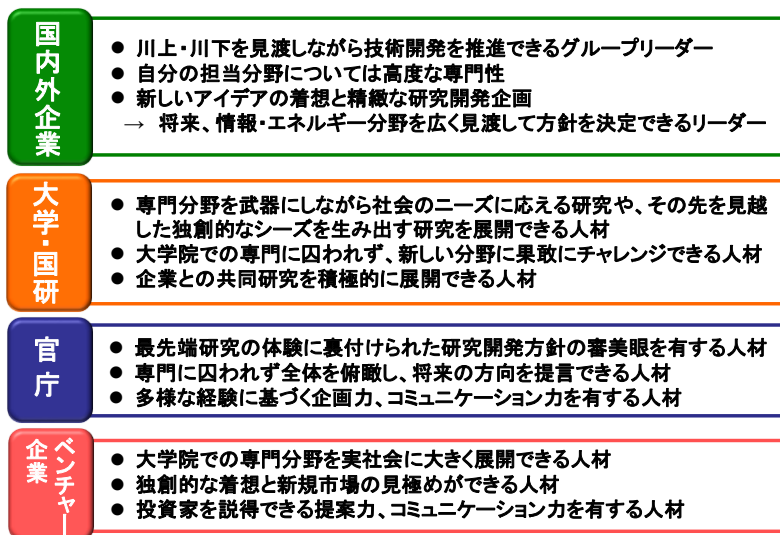 国内外企業
● 川上・川下を見渡しながら技術開発を推進できるグループリーダー
● 自分の担当分野については高度な専門性
● 新しいアイデアの着想と精緻な研究開発企画
→ 将来、情報・エネルギー分野を広く見渡して方針を決定できるリーダー
大学・国研
● 専門分野を武器にしながら社会のニーズに応える研究や、その先を見越
した独創的なシーズを生み出す研究を展開できる人材
● 大学院での専門に囚われず、新しい分野に果敢にチャレンジできる人材
● 企業との共同研究を積極的に展開できる人材
官庁
● 最先端研究の体験に裏付けられた研究開発方針の審美眼を有する人材
● 専門に囚われず全体を俯瞰し、将来の方向を提言できる人材
● 多様な経験に基づく企画力、コミュニケーション力を有する人材
ベンチャー
企業
● 大学院での専門分野を実社会に大きく展開できる人材
● 独創的な着想と新規市場の見極めができる人材
● 投資家を説得できる提案力、コミュニケーション力を有する人材